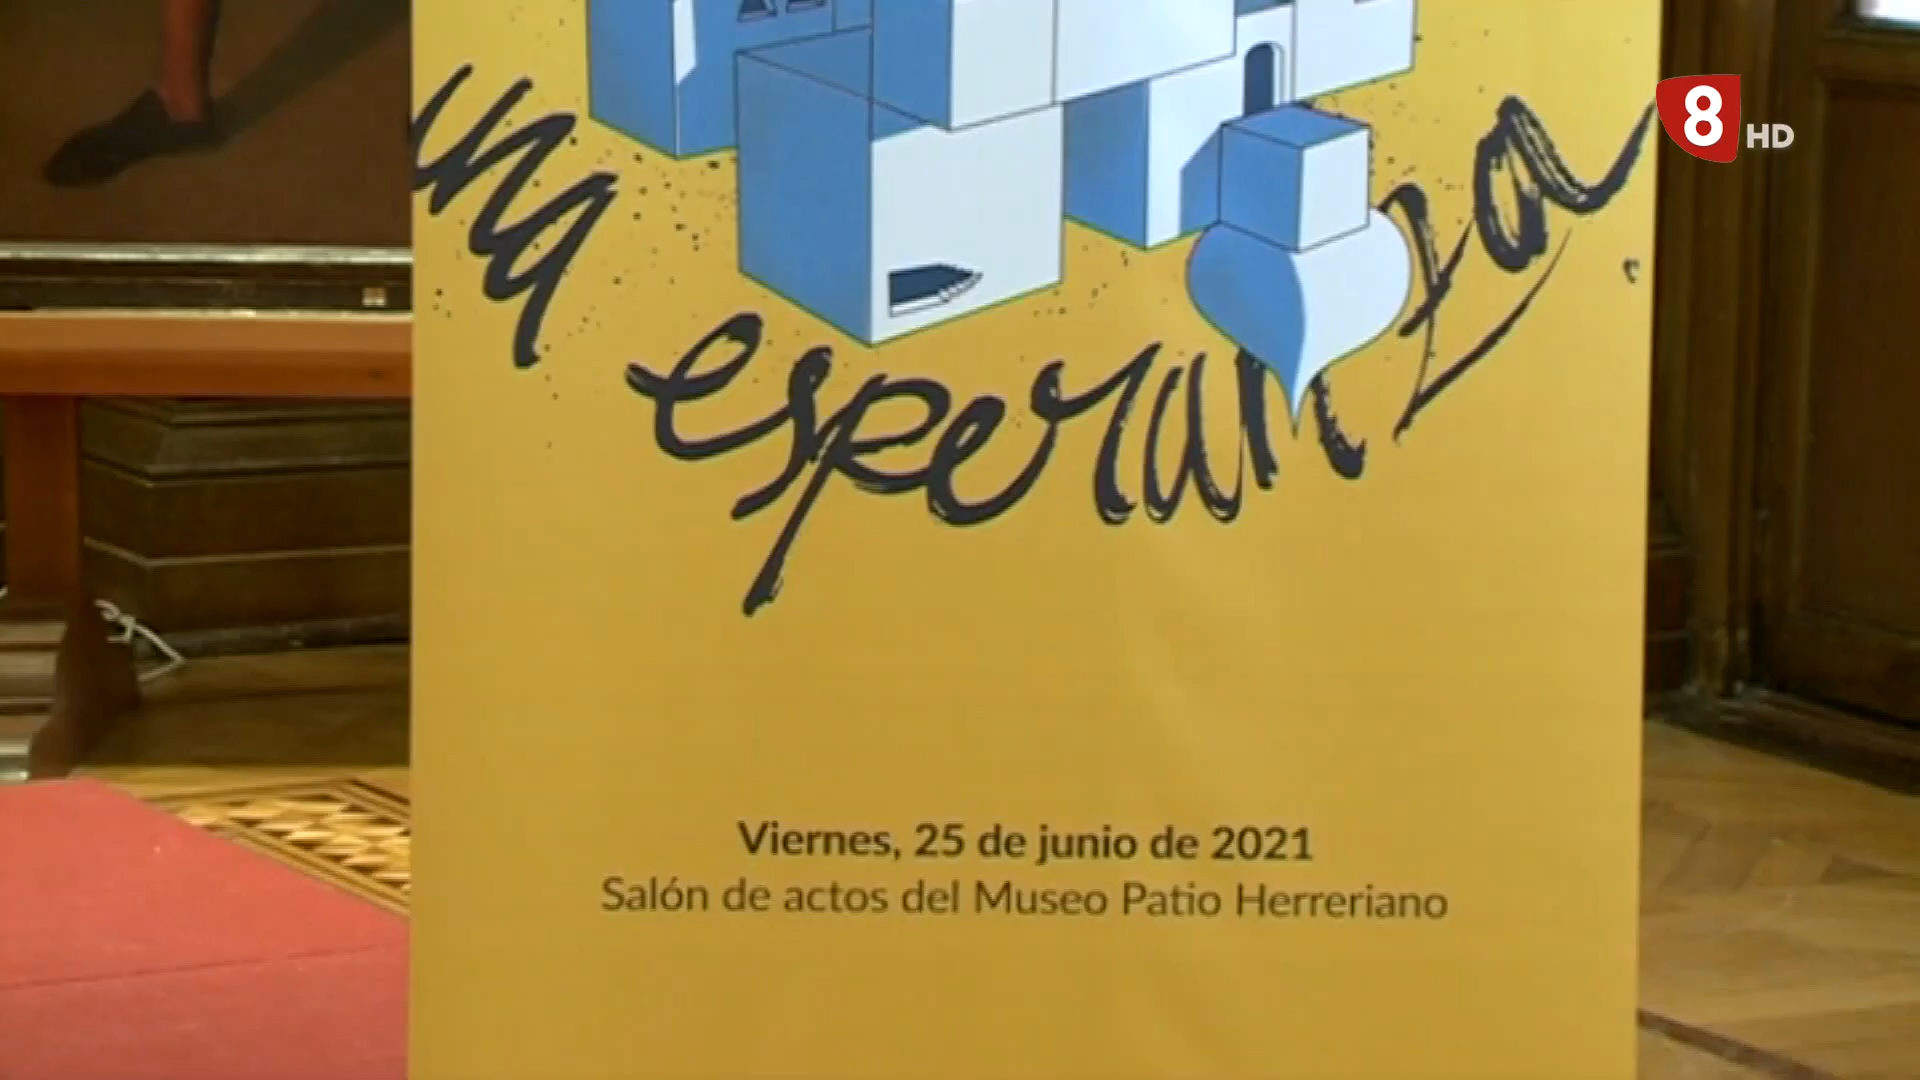 8 HD
una
esperanza
Viernes, 25 de junio de 2021
Salón de actos del Museo Patio Herreriano